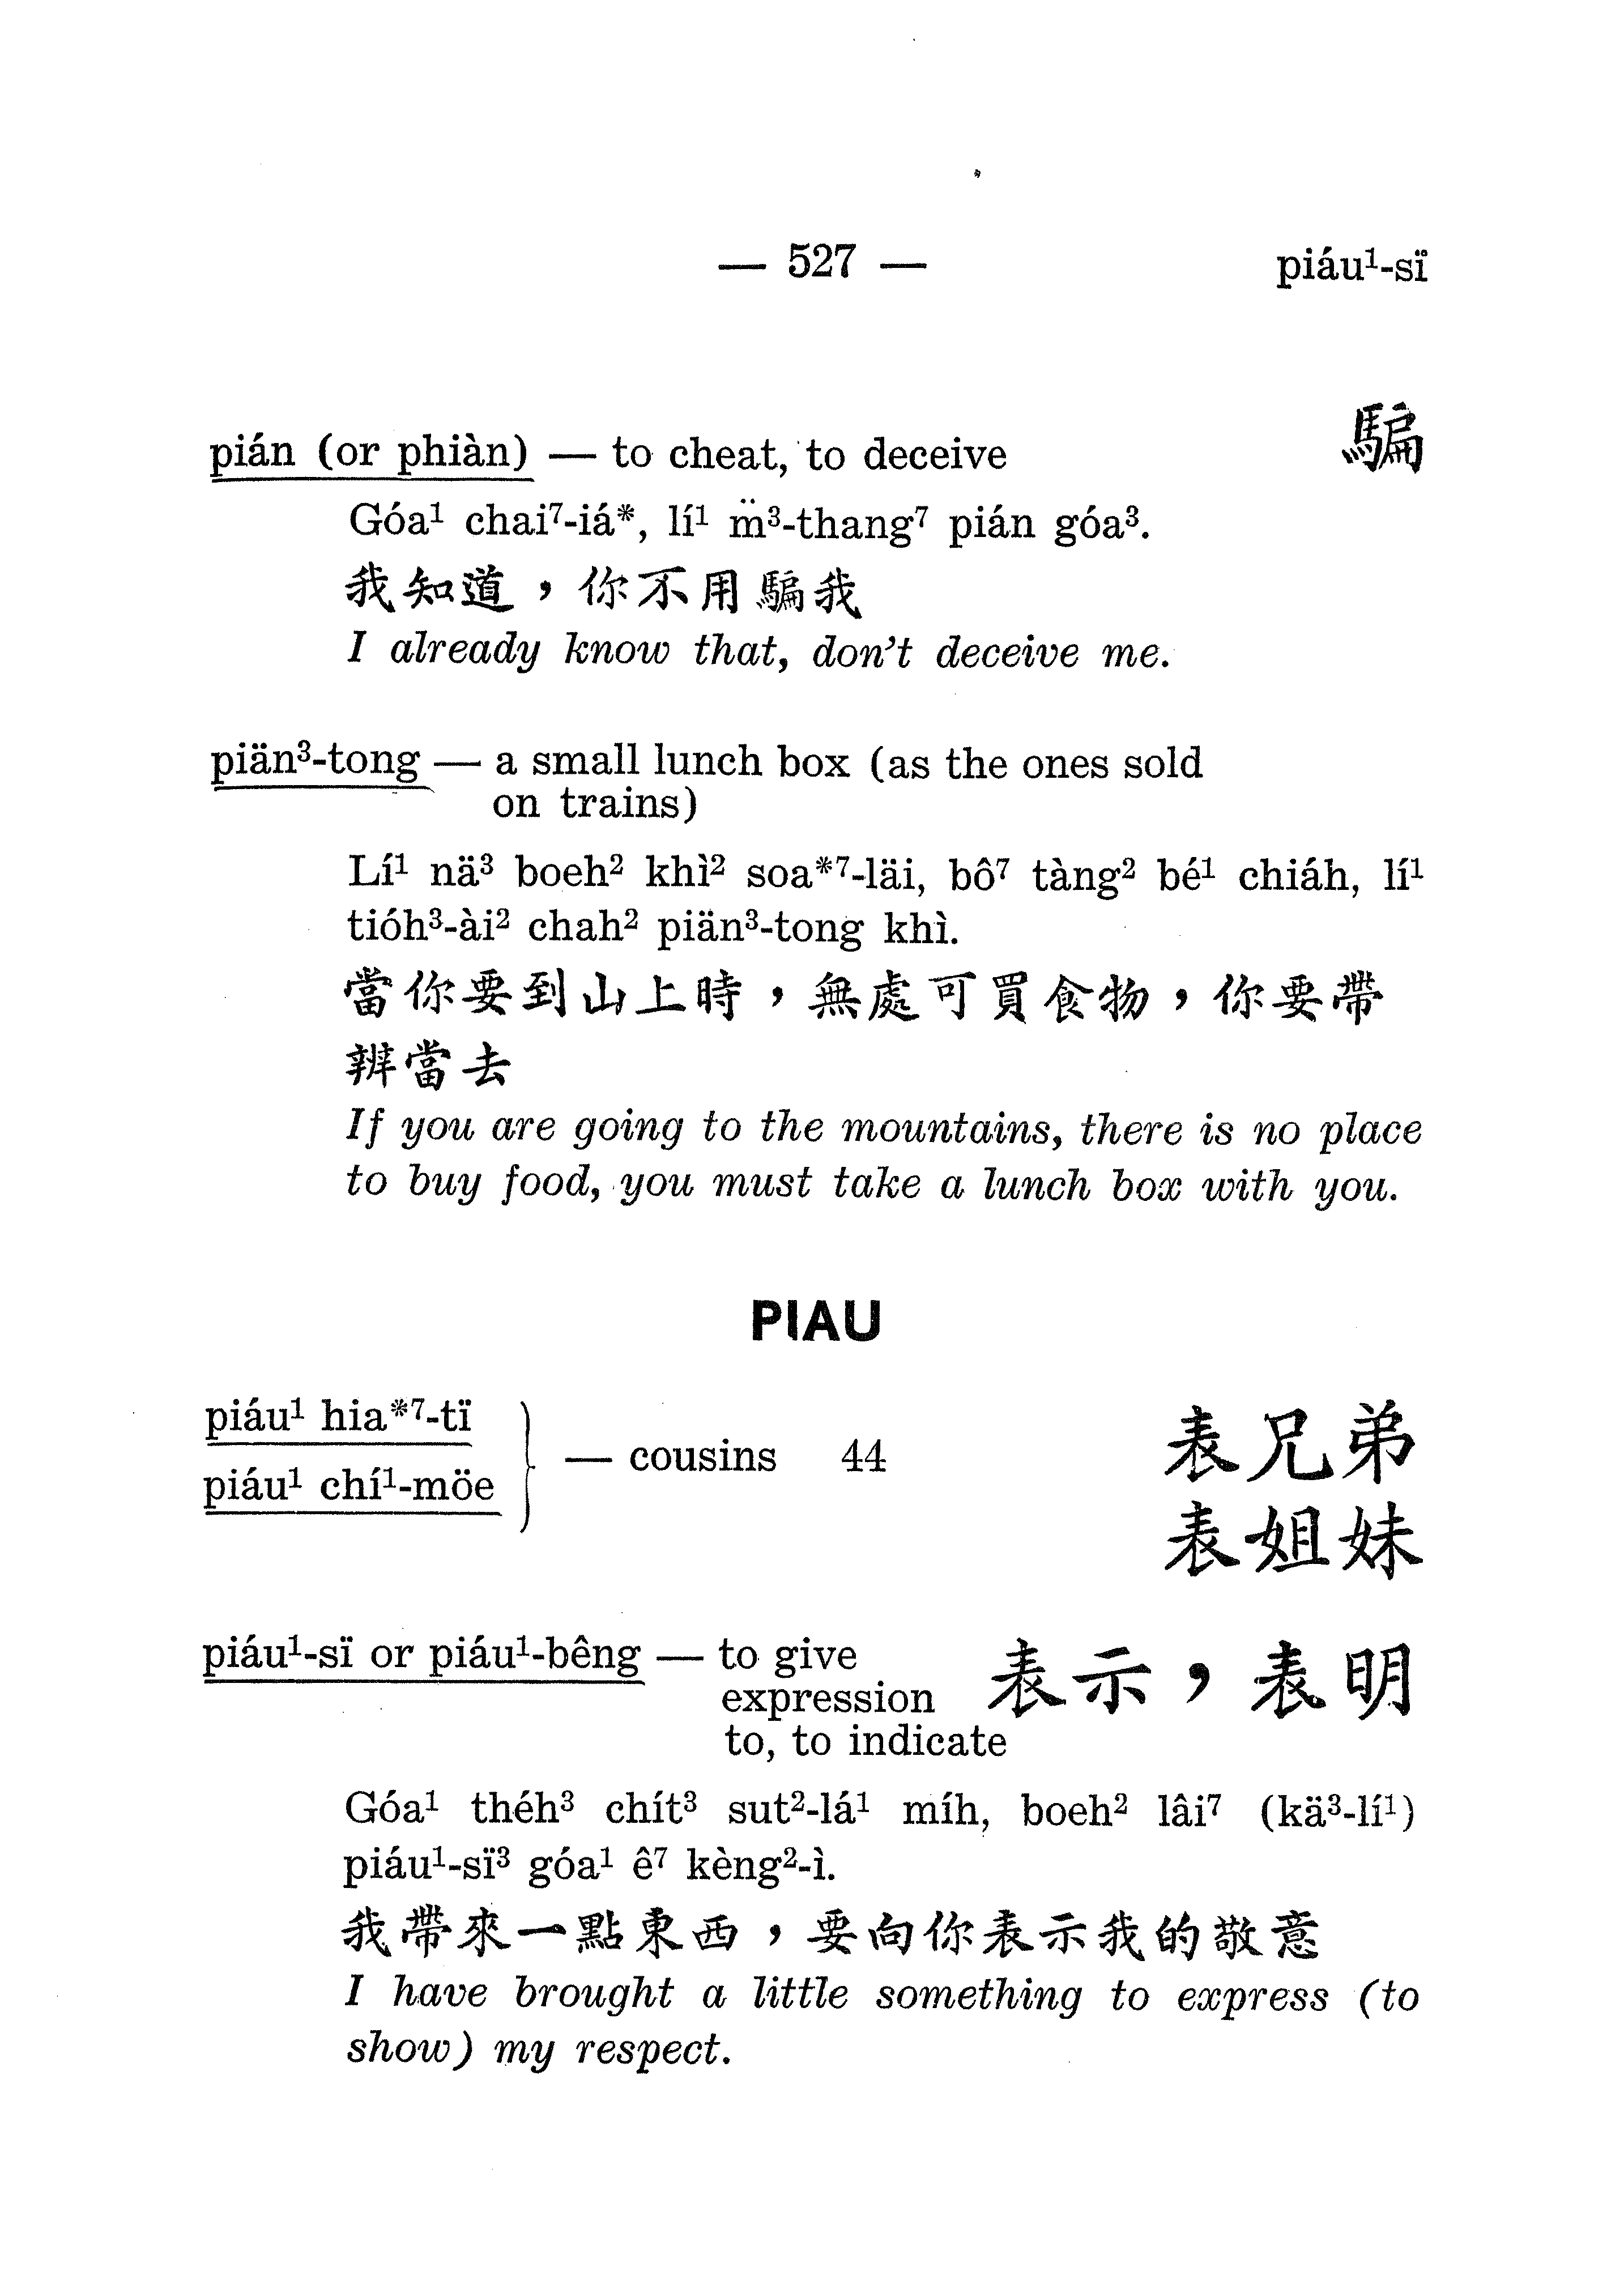 — 527 — piáu¹-sï
pián (or phiàn) — to cheat, to deceive 騙
Góa¹ chai⁷-iá*, lí¹ m̈³-thang⁷ pián góa³.
我知道，你不用騙我
I already know that, don't deceive me.
piän³-tong — a small lunch box (as the ones sold
on trains)
Lí¹ nä³ boeh² khì² soa*⁷-läi, bô⁷ tàng² bé¹ chiáh, lí¹
tióh³-ài² chah² piän³-tong khì.
當你要到山上時，無處可買食物，你要帶
辨當去
If you are going to the mountains, there is no place
to buy food, you must take a lunch box with you.
PIAU
piáu¹ hia*⁷-tï
piáu¹ chí¹-möe
— cousins 44
表兄弟
表姐妹
piáu¹-sï or piáu¹-bêng — to give
expression
to, to indicate
表示，表明
Góa¹ théh³ chít³ sut²-lá¹ míh, boeh² lâi⁷ (kä³-lí¹)
piáu¹-sï³ góa¹ ê⁷ kèng²-ì.
我帶來一點東西，要向你表示我的敬意
I have brought a little something to express (to
show) my respect.